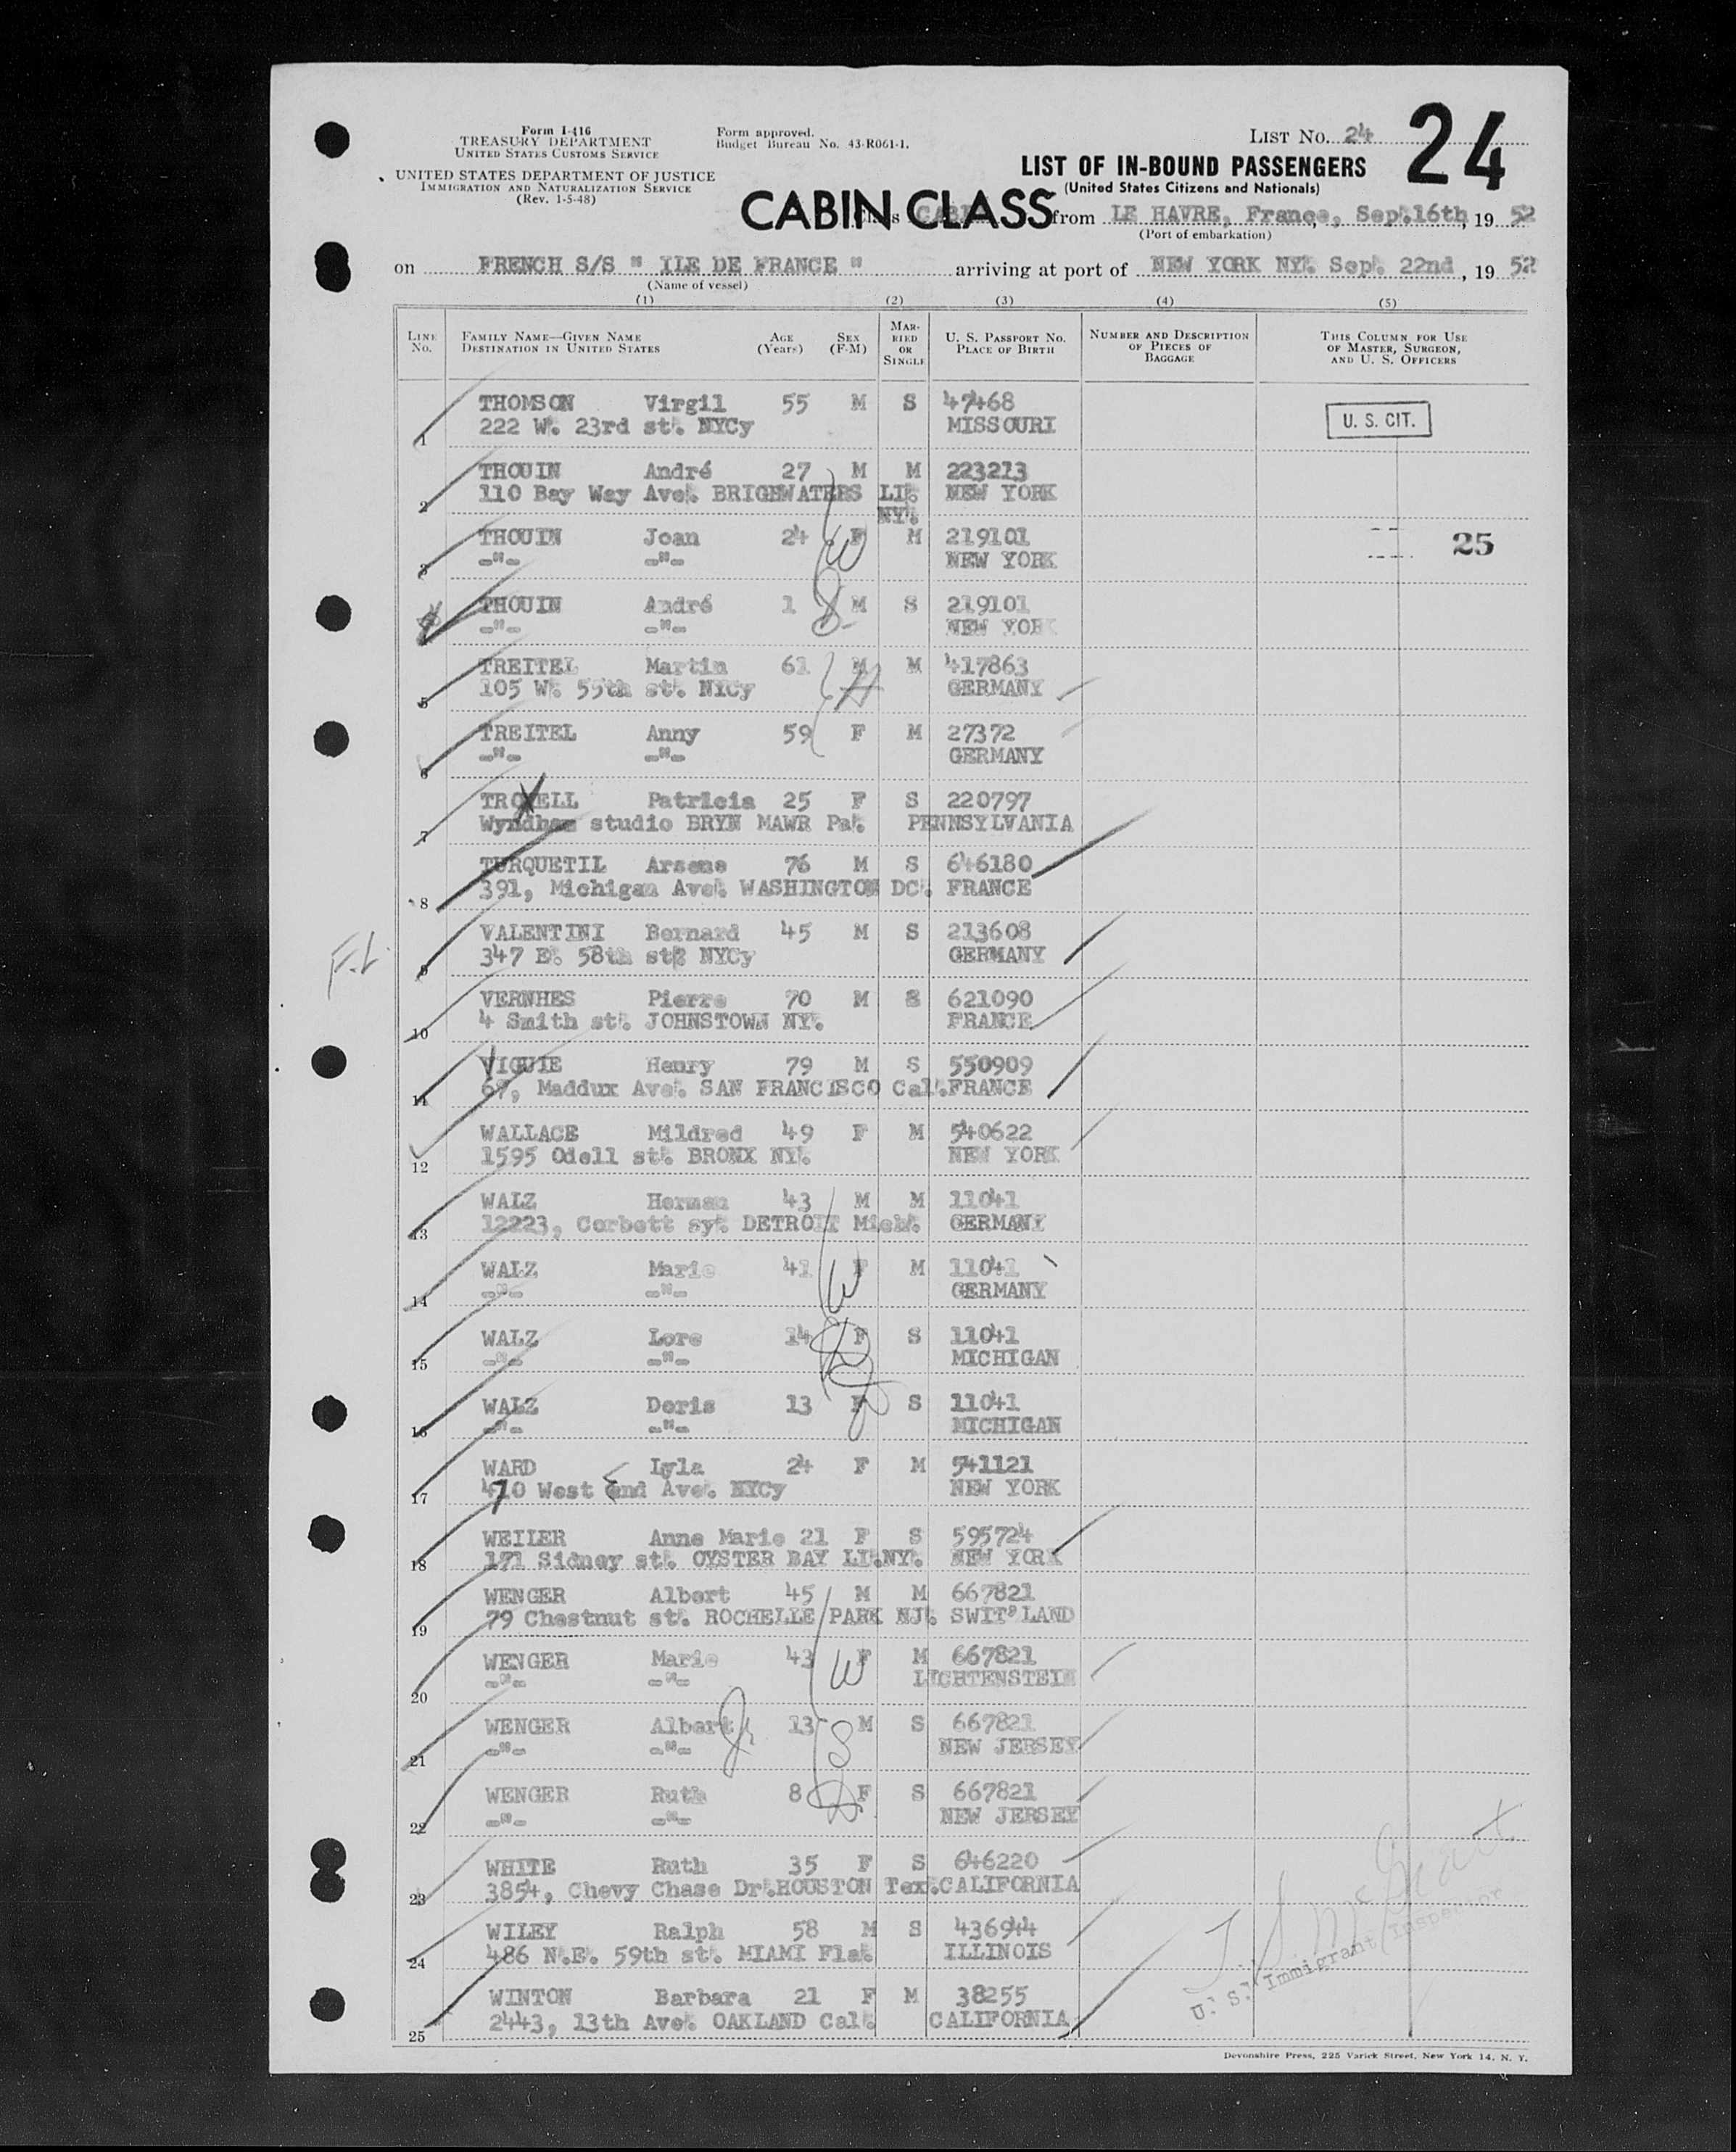 Form I-416
TREASURY DEPARTMENT
UNITED STATES CUSTOMS SERVICE
UNITED STATES DEPARTMENT OF JUSTICE
IMMIGRATION AND NATURALIZATION SERVICE
(Rev. 1-5-48)
Form approved.
Budget Bureau No. 43-R061-1.
LIST NO. 24
24
LIST OF IN-BOUND PASSENGERS
(United States Citizens and Nationals)
CABIN CLASS
from LE HAVRE, France, Sep. 16th, 19 52
(Port of embarkation)
on FRENCH S/S " ILE DE FRANCE " arriving at port of NEW YORK NY. Sep. 22nd, 19 52
(Name of vessel)
(1) (2) (3) (4) (5)
LINE NO. FAMILY NAME—GIVEN NAME DESTINATION IN UNITED STATES AGE (Years) SEX (F-M) MARRIED OR SINGLE U. S. PASSPORT NO. PLACE OF BIRTH NUMBER AND DESCRIPTION OF PIECES OF BAGGAGE THIS COLUMN FOR USE OF MASTER, SURGEON, AND U. S. OFFICERS
THOMSON Virgil 55 M S 47468
1 222 W. 23rd st. NYCy MISSOURI
U. S. CIT.
THOUIN André 27 M M 223213
2 110 Bay Way Ave. BRIGHWATERS LI. NY. NEW YORK
THOUIN Joan 24 F M 219101
3 -"- -"- NEW YORK
25
THOUIN André 1 M S 219101
4 -"- -"- NEW YORK
TREITEL Martin 61 M M 417863
5 105 W. 55th st. NYCy GERMANY
TREITEL Anny 59 F M 27372
6 -"- -"- GERMANY
TROXELL Patricia 25 F S 220797
7 Wyndham studio BRYN MAWR Pa. PENNSYLVANIA
TURQUETIL Arsene 76 M S 646180
8 391, Michigan Ave. WASHINGTON DC. FRANCE
VALENTINI Bernard 45 M S 213608
9 347 E. 58th st NYCy GERMANY
F.L.
VERNHES Pierre 70 M S 621090
10 4 Smith st. JOHNSTOWN NY. FRANCE
VIGUIE Henry 79 M S 550909
11 67, Maddux Ave. SAN FRANCISCO Cal. FRANCE
WALLACE Mildred 49 F M 540622
12 1595 Odell st. BRONX NY. NEW YORK
WALZ Herman 43 M M 11041
13 12223, Corbett sy. DETROIT Mich. GERMANY
WALZ Marie 41 F M 11041
14 -"- -"- GERMANY
WALZ Lore 14 F S 11041
15 -"- -"- MICHIGAN
WALZ Doris 13 F S 11041
16 -"- -"- MICHIGAN
WARD Lyla 24 F M 541121
17 710 West End Ave. NYCy NEW YORK
WEILER Anne Marie 21 F S 595724
18 171 Sidney st. OYSTER BAY LI. NY. NEW YORK
WENGER Albert 45 M M 667821
19 79 Chestnut st. ROCHELLE PARK NJ. SWIT'LAND
WENGER Marie 43 F M 667821
20 -"- -"- LICHTENSTEIN
WENGER Albert Jr 13 M S 667821
21 -"- -"- NEW JERSEY
WENGER Ruth 8 F S 667821
22 -"- -"- NEW JERSEY
WHITE Ruth 35 F S 646220
23 3854, Chevy Chase Dr. HOUSTON Tex. CALIFORNIA
WILEY Ralph 58 M S 436944
24 486 N.E. 59th st. MIAMI Fla. ILLINOIS
WINTON Barbara 21 F M 38255
25 2443, 13th Ave. OAKLAND Cal. CALIFORNIA
U. S. Immigrant Inspector
Devonshire Press, 225 Varick Street, New York 14, N. Y.